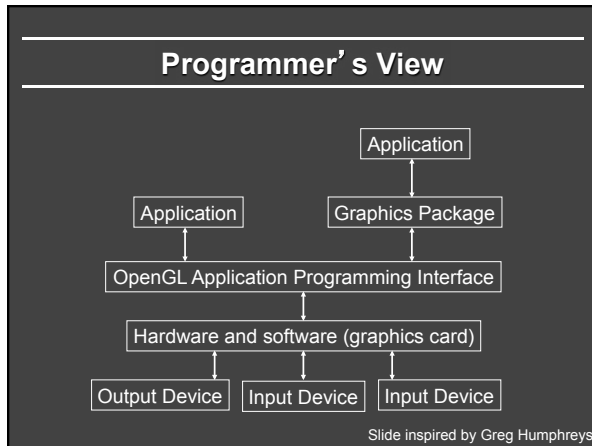 Programmer’s View
Application
Application
Graphics Package
OpenGL Application Programming Interface
Hardware and software (graphics card)
Output Device
Input Device
Input Device
Slide inspired by Greg Humphreys